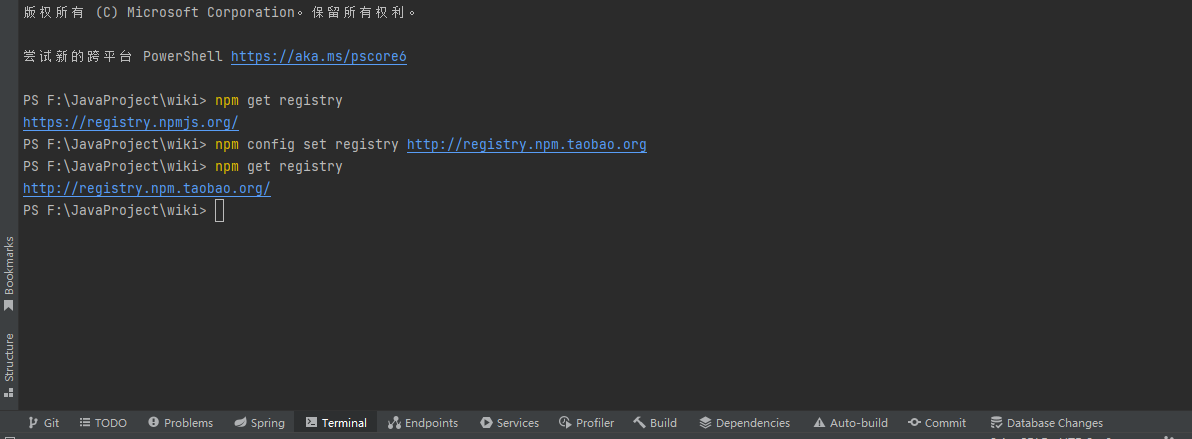 版权所有 (C) Microsoft Corporation。保留所有权利。
尝试新的跨平台 PowerShell https://aka.ms/pscore6
PS F:\JavaProject\wiki> npm get registry
https://registry.npmjs.org/
PS F:\JavaProject\wiki> npm config set registry http://registry.npm.taobao.org
PS F:\JavaProject\wiki> npm get registry
http://registry.npm.taobao.org/
PS F:\JavaProject\wiki>
Bookmarks
Structure
Git TODO Problems Spring Terminal Endpoints Services Profiler Build Dependencies Auto-build Commit Database Changes